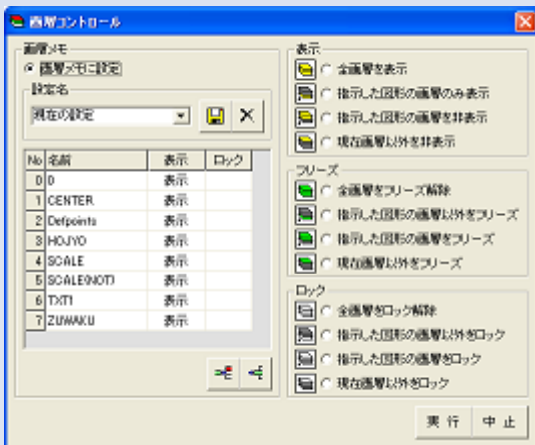 画層コントロール
画層メモ
画層メモに設定
設定名
現在の設定
No 名前 表示 ロック
0 0 表示
1 CENTER 表示
2 Defpoints 表示
3 HOJYO 表示
4 SCALE 表示
5 SCALE(NOT) 表示
6 TXT1 表示
7 ZUWAKU 表示
表示
全画層を表示
指示した図形の画層のみ表示
指示した図形の画層を非表示
現在画層以外を非表示
フリーズ
全画層をフリーズ解除
指示した図形の画層以外をフリーズ
指示した図形の画層をフリーズ
現在画層以外をフリーズ
ロック
全画層をロック解除
指示した図形の画層以外をロック
指示した図形の画層をロック
現在画層以外をロック
実 行 中 止